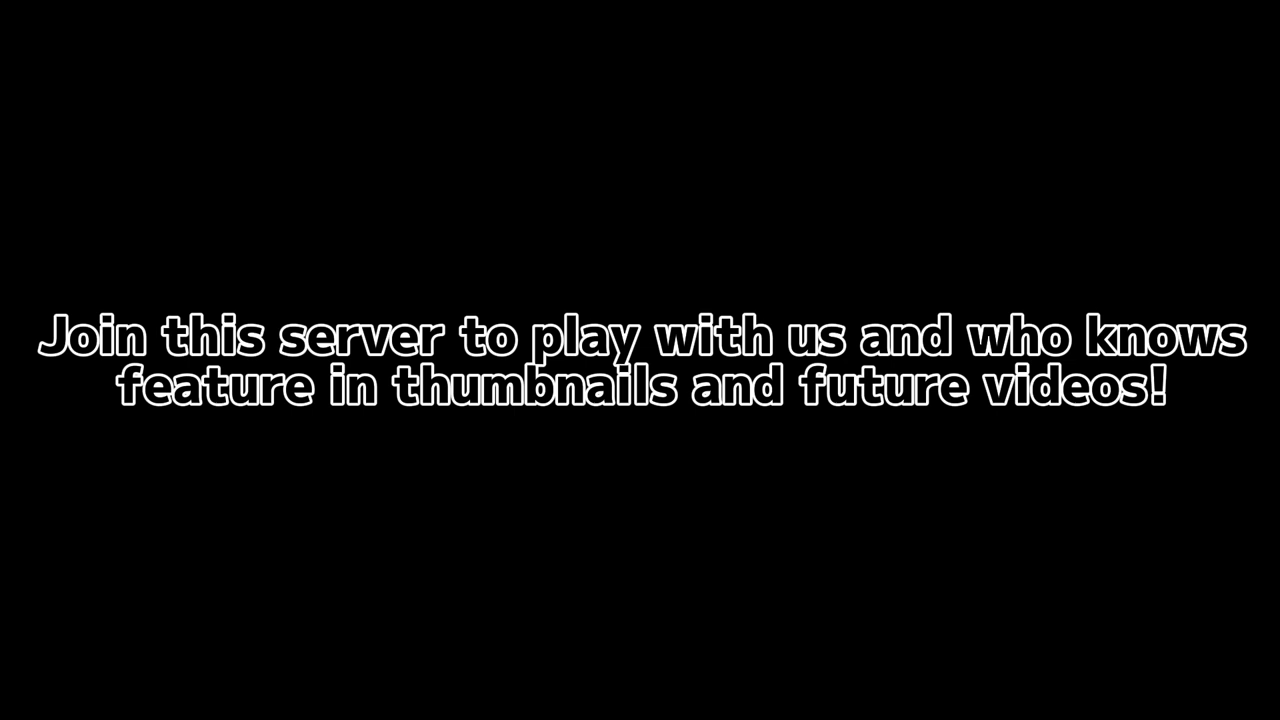 Join this server to play with us and who knows
feature in thumbnails and future videos!